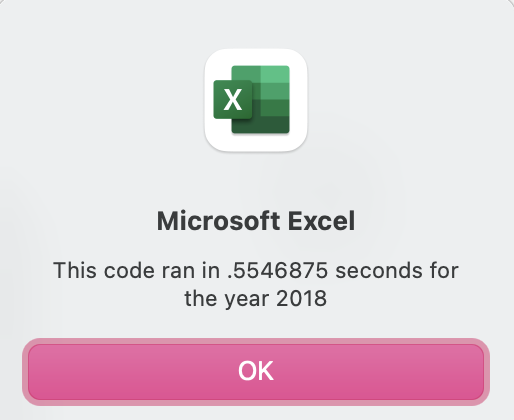 X
Microsoft Excel
This code ran in .5546875 seconds for
the year 2018
OK